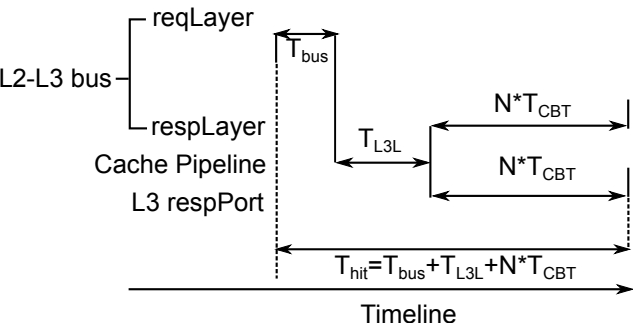 reqLayer
T_bus
L2-L3 bus
N*T_CBT
respLayer
T_L3L
Cache Pipeline
N*T_CBT
L3 respPort
T_hit=T_bus+T_L3L+N*T_CBT
Timeline